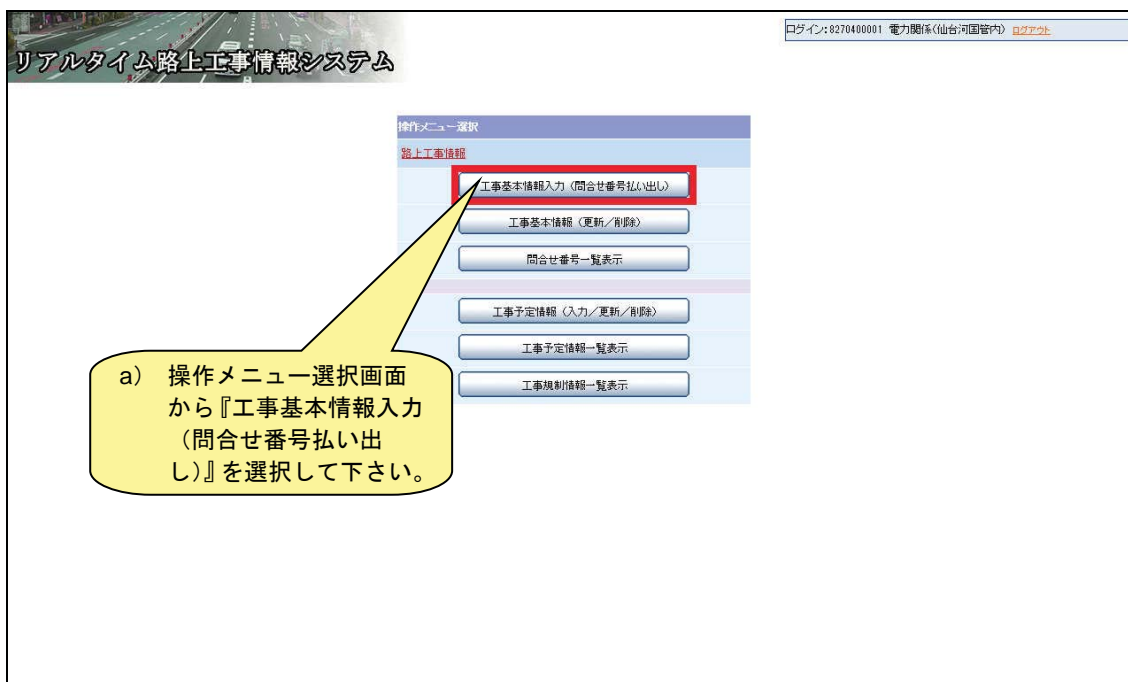 ログイン:8270400001 電力関係(仙台河国管内) ログアウト
リアルタイム路上工事情報システム
操作メニュー選択
路上工事情報
工事基本情報入力（問合せ番号払い出し）
工事基本情報（更新／削除）
問合せ番号一覧表示
工事予定情報（入力／更新／削除）
工事予定情報一覧表示
工事規制情報一覧表示
a) 操作メニュー選択画面
から『工事基本情報入力
（問合せ番号払い出
し）』を選択して下さい。